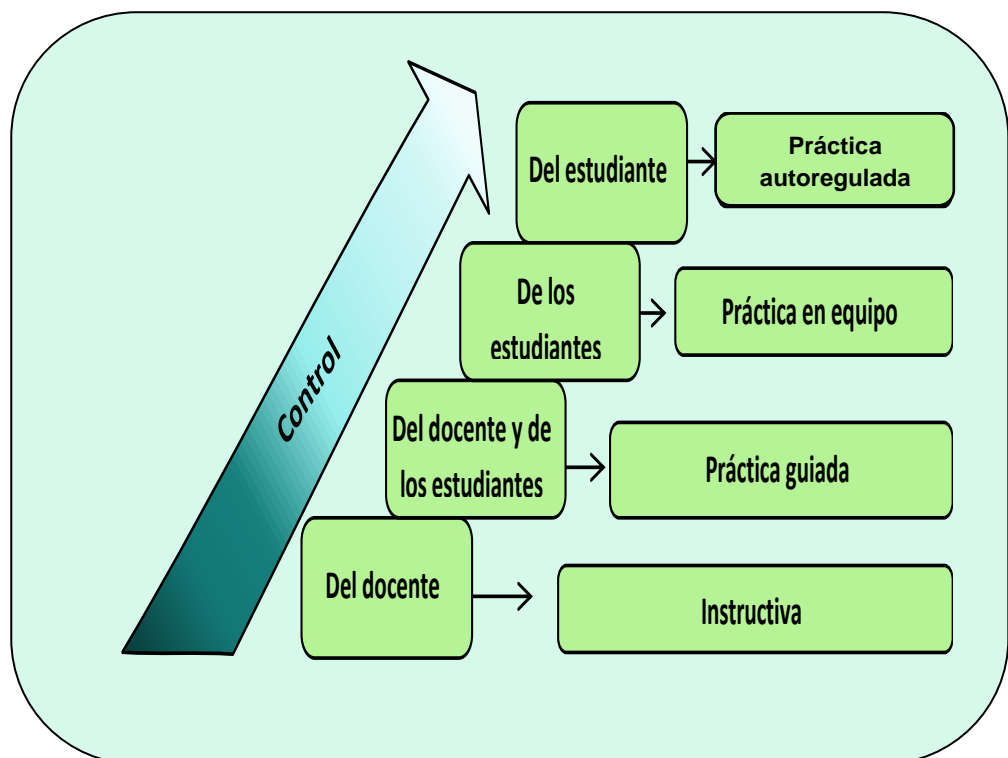 Del estudiante
Práctica
autoregulada
De los
estudiantes
Práctica en equipo
Control
Del docente y de
los estudiantes
Práctica guiada
Del docente
Instructiva